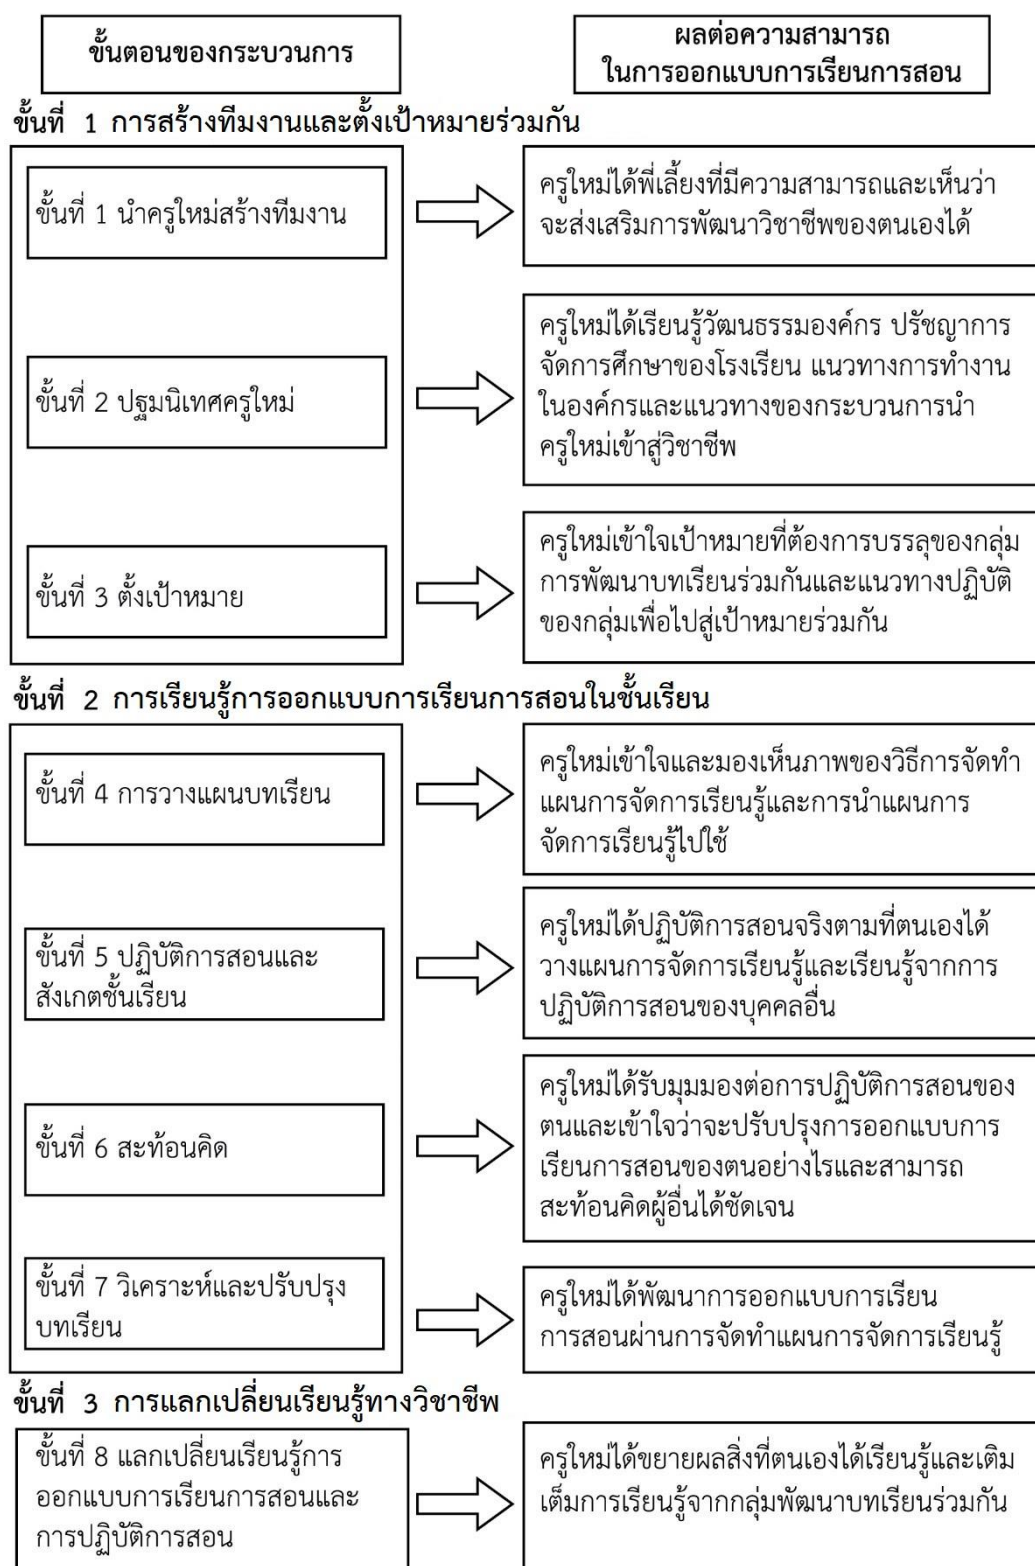 ขั้นตอนของกระบวนการ
ผลต่อความสามารถ
ในการออกแบบการเรียนการสอน
ขั้นที่ 1 การสร้างทีมงานและตั้งเป้าหมายร่วมกัน
ขั้นที่ 1 นำครูใหม่สร้างทีมงาน
ครูใหม่ได้พี่เลี้ยงที่มีความสามารถและเห็นว่า
จะส่งเสริมการพัฒนาวิชาชีพของตนเองได้
ขั้นที่ 2 ปฐมนิเทศครูใหม่
ครูใหม่ได้เรียนรู้วัฒนธรรมองค์กร ปรัชญาการ
จัดการศึกษาของโรงเรียน แนวทางการทำงาน
ในองค์กรและแนวทางของกระบวนการนำ
ครูใหม่เข้าสู่วิชาชีพ
ขั้นที่ 3 ตั้งเป้าหมาย
ครูใหม่เข้าใจเป้าหมายที่ต้องการบรรลุของกลุ่ม
การพัฒนาบทเรียนร่วมกันและแนวทางปฏิบัติ
ของกลุ่มเพื่อไปสู่เป้าหมายร่วมกัน
ขั้นที่ 2 การเรียนรู้การออกแบบการเรียนการสอนในชั้นเรียน
ขั้นที่ 4 การวางแผนบทเรียน
ครูใหม่เข้าใจและมองเห็นภาพของวิธีการจัดทำ
แผนการจัดการเรียนรู้และการนำแผนการ
จัดการเรียนรู้ไปใช้
ขั้นที่ 5 ปฏิบัติการสอนและ
สังเกตชั้นเรียน
ครูใหม่ได้ปฏิบัติการสอนจริงตามที่ตนเองได้
วางแผนการจัดการเรียนรู้และเรียนรู้จากการ
ปฏิบัติการสอนของบุคคลอื่น
ขั้นที่ 6 สะท้อนคิด
ครูใหม่ได้รับมุมมองต่อการปฏิบัติการสอนของ
ตนและเข้าใจว่าจะปรับปรุงการออกแบบการ
เรียนการสอนของตนอย่างไรและสามารถ
สะท้อนคิดผู้อื่นได้ชัดเจน
ขั้นที่ 7 วิเคราะห์และปรับปรุง
บทเรียน
ครูใหม่ได้พัฒนาการออกแบบการเรียน
การสอนผ่านการจัดทำแผนการจัดการเรียนรู้
ขั้นที่ 3 การแลกเปลี่ยนเรียนรู้ทางวิชาชีพ
ขั้นที่ 8 แลกเปลี่ยนเรียนรู้การ
ออกแบบการเรียนการสอนและ
การปฏิบัติการสอน
ครูใหม่ได้ขยายผลสิ่งที่ตนเองได้เรียนรู้และเติม
เต็มการเรียนรู้จากกลุ่มพัฒนาบทเรียนร่วมกัน